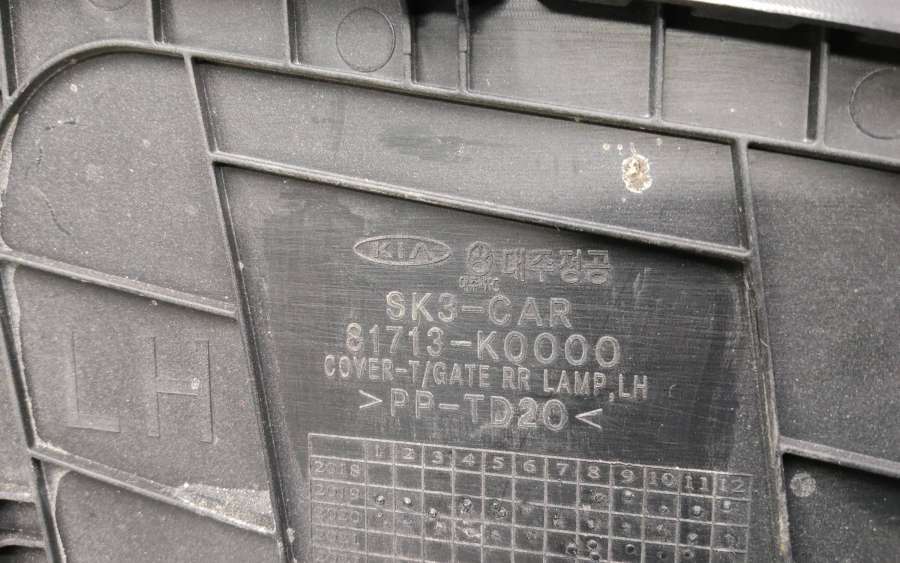 KIA 대주정공
SK3-CAR
81713-K0000
COVER-T/GATE RR LAMP,LH
>PP-TD20<
LH
1 2 3 4 5 6 7 8 9 10 11 12
2018
2019